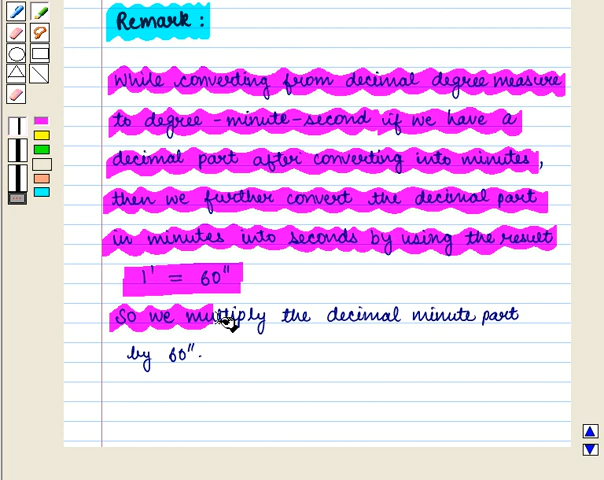 Remark :
While converting from decimal degree measure
to degree-minute-second if we have a
decimal part after converting into minutes,
then we further convert the decimal part
in minutes into seconds by using the result
1' = 60"
So we multiply the decimal minute part
by 60".